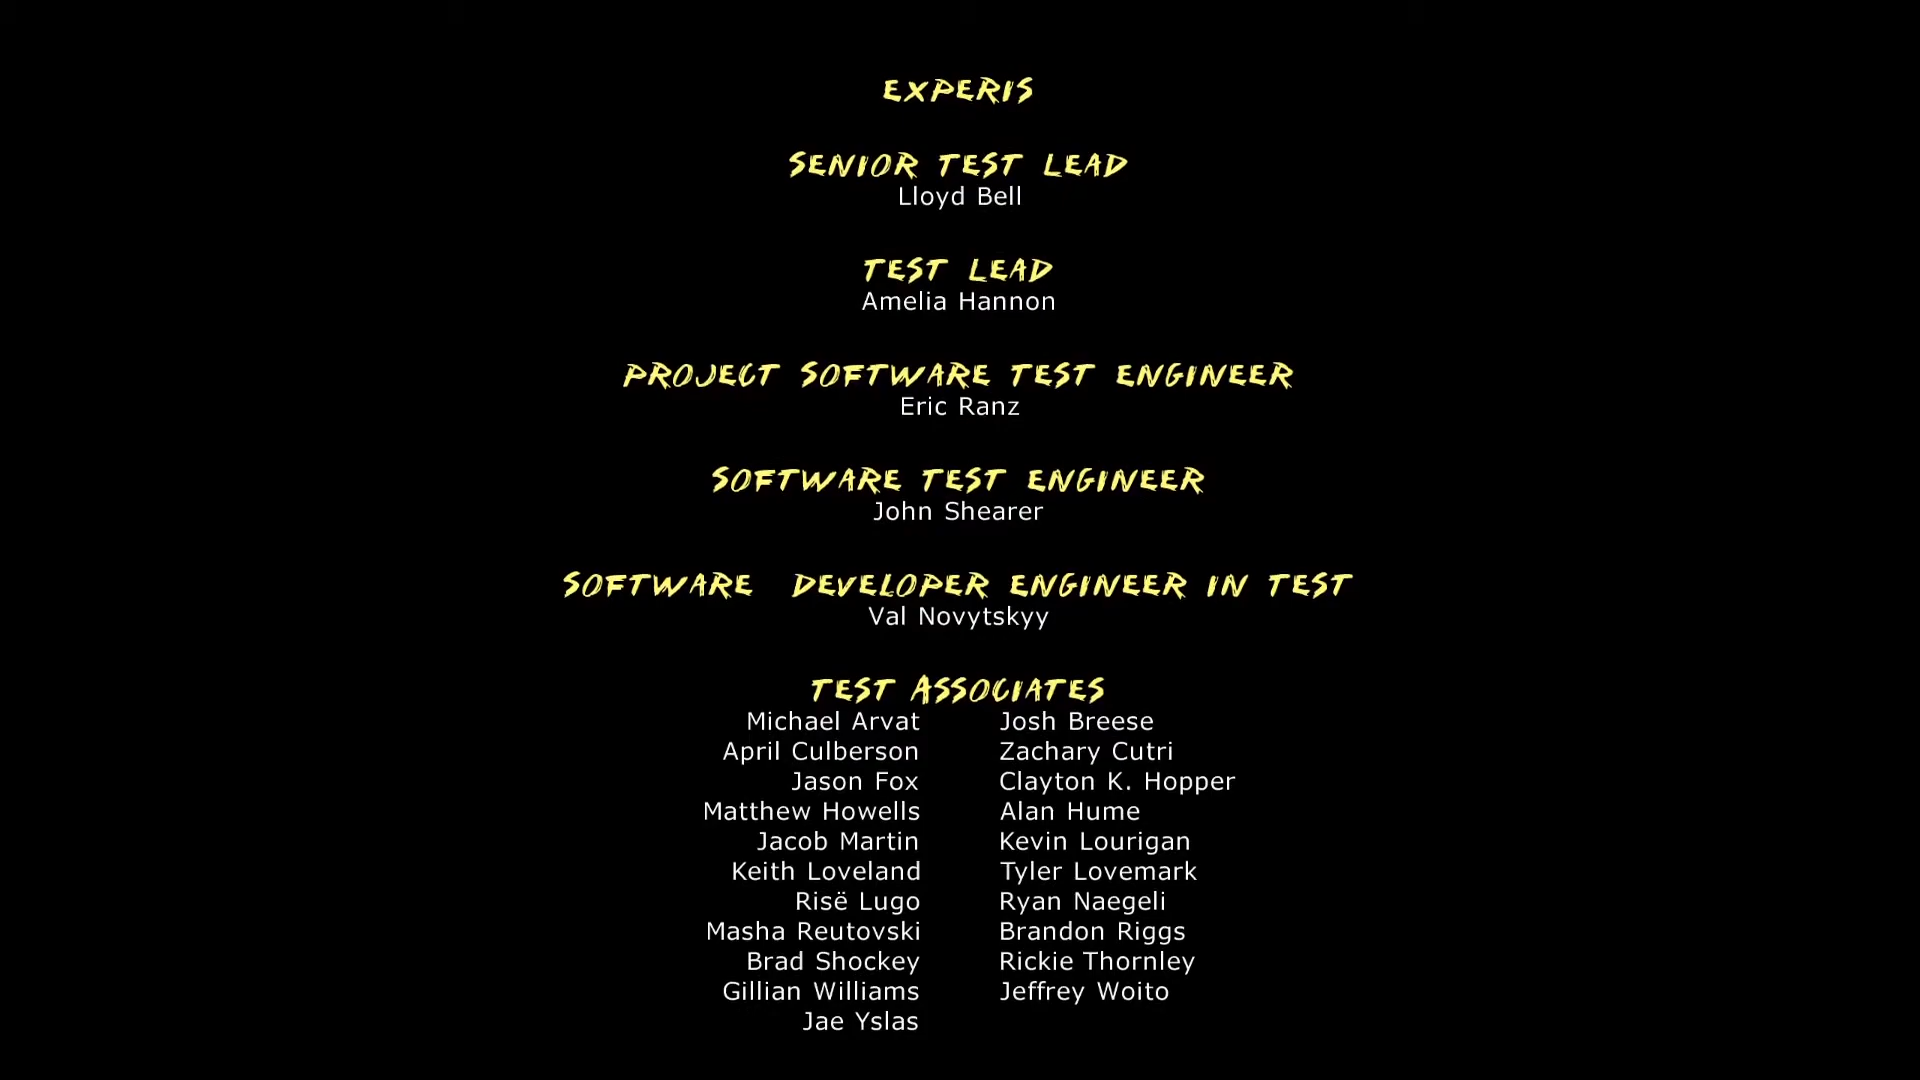 EXPERIS
SENIOR TEST LEAD
Lloyd Bell
TEST LEAD
Amelia Hannon
PROJECT SOFTWARE TEST ENGINEER
Eric Ranz
SOFTWARE TEST ENGINEER
John Shearer
SOFTWARE DEVELOPER ENGINEER IN TEST
Val Novytskyy
TEST ASSOCIATES
Michael Arvat Josh Breese
April Culberson Zachary Cutri
Jason Fox Clayton K. Hopper
Matthew Howells Alan Hume
Jacob Martin Kevin Lourigan
Keith Loveland Tyler Lovemark
Risë Lugo Ryan Naegeli
Masha Reutovski Brandon Riggs
Brad Shockey Rickie Thornley
Gillian Williams Jeffrey Woito
Jae Yslas